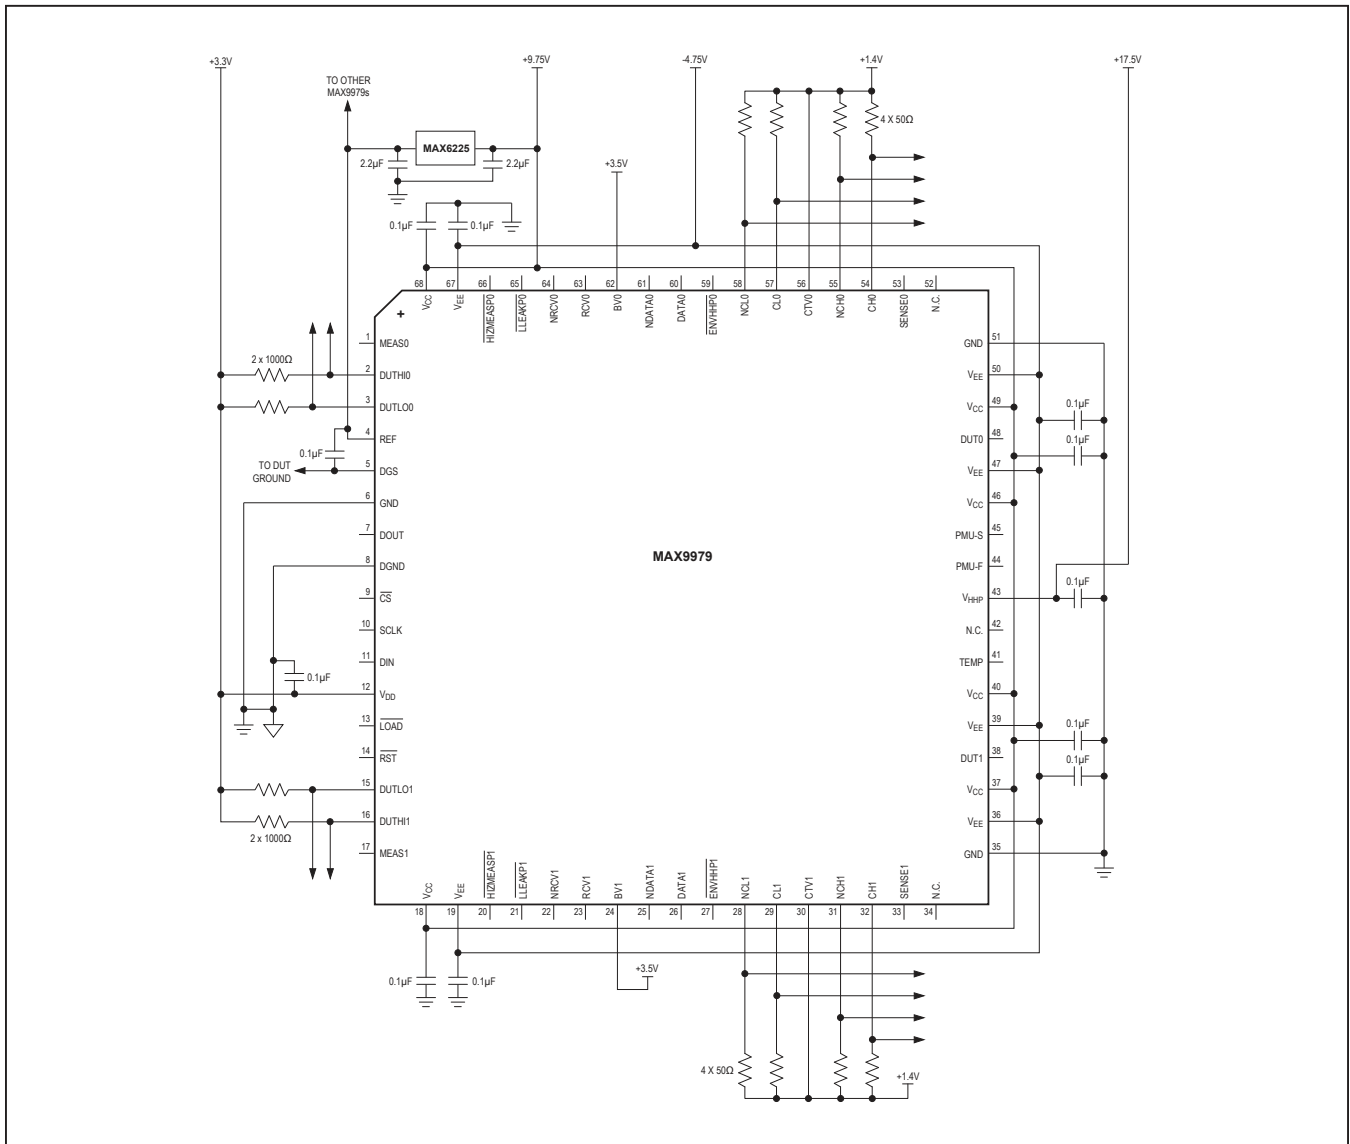 +3.3V
+9.75V
-4.75V
+1.4V
+17.5V
TO OTHER
MAX9979s
MAX6225
2.2µF
2.2µF
4 X 50Ω
+3.5V
0.1µF
0.1µF
68
67
66
65
64
63
62
61
60
59
58
57
56
55
54
53
52
VCC
VEE
HIZMEASP0
LLEAKP0
NRCV0
RCV0
BV0
NDATA0
DATA0
ENVHHP0
NCL0
CL0
CTV0
NCH0
CH0
SENSE0
N.C.
+
1
MEAS0
2 x 1000Ω
2
DUTHI0
3
DUTLO0
4
REF
0.1µF
TO DUT
GROUND
5
DGS
6
GND
7
DOUT
8
DGND
9
CS
10
SCLK
11
DIN
0.1µF
12
VDD
13
LOAD
14
RST
15
DUTLO1
16
DUTHI1
2 x 1000Ω
17
MEAS1
MAX9979
GND
51
VEE
50
VCC
49
0.1µF
DUT0
48
0.1µF
VEE
47
VCC
46
PMU-S
45
PMU-F
44
VHHP
43
0.1µF
N.C.
42
TEMP
41
VCC
40
VEE
39
0.1µF
DUT1
38
0.1µF
VCC
37
VEE
36
GND
35
VCC
VEE
HIZMEASP1
LLEAKP1
NRCV1
RCV1
BV1
NDATA1
DATA1
ENVHHP1
NCL1
CL1
CTV1
NCH1
CH1
SENSE1
N.C.
18
19
20
21
22
23
24
25
26
27
28
29
30
31
32
33
34
0.1µF
0.1µF
+3.5V
4 X 50Ω
+1.4V